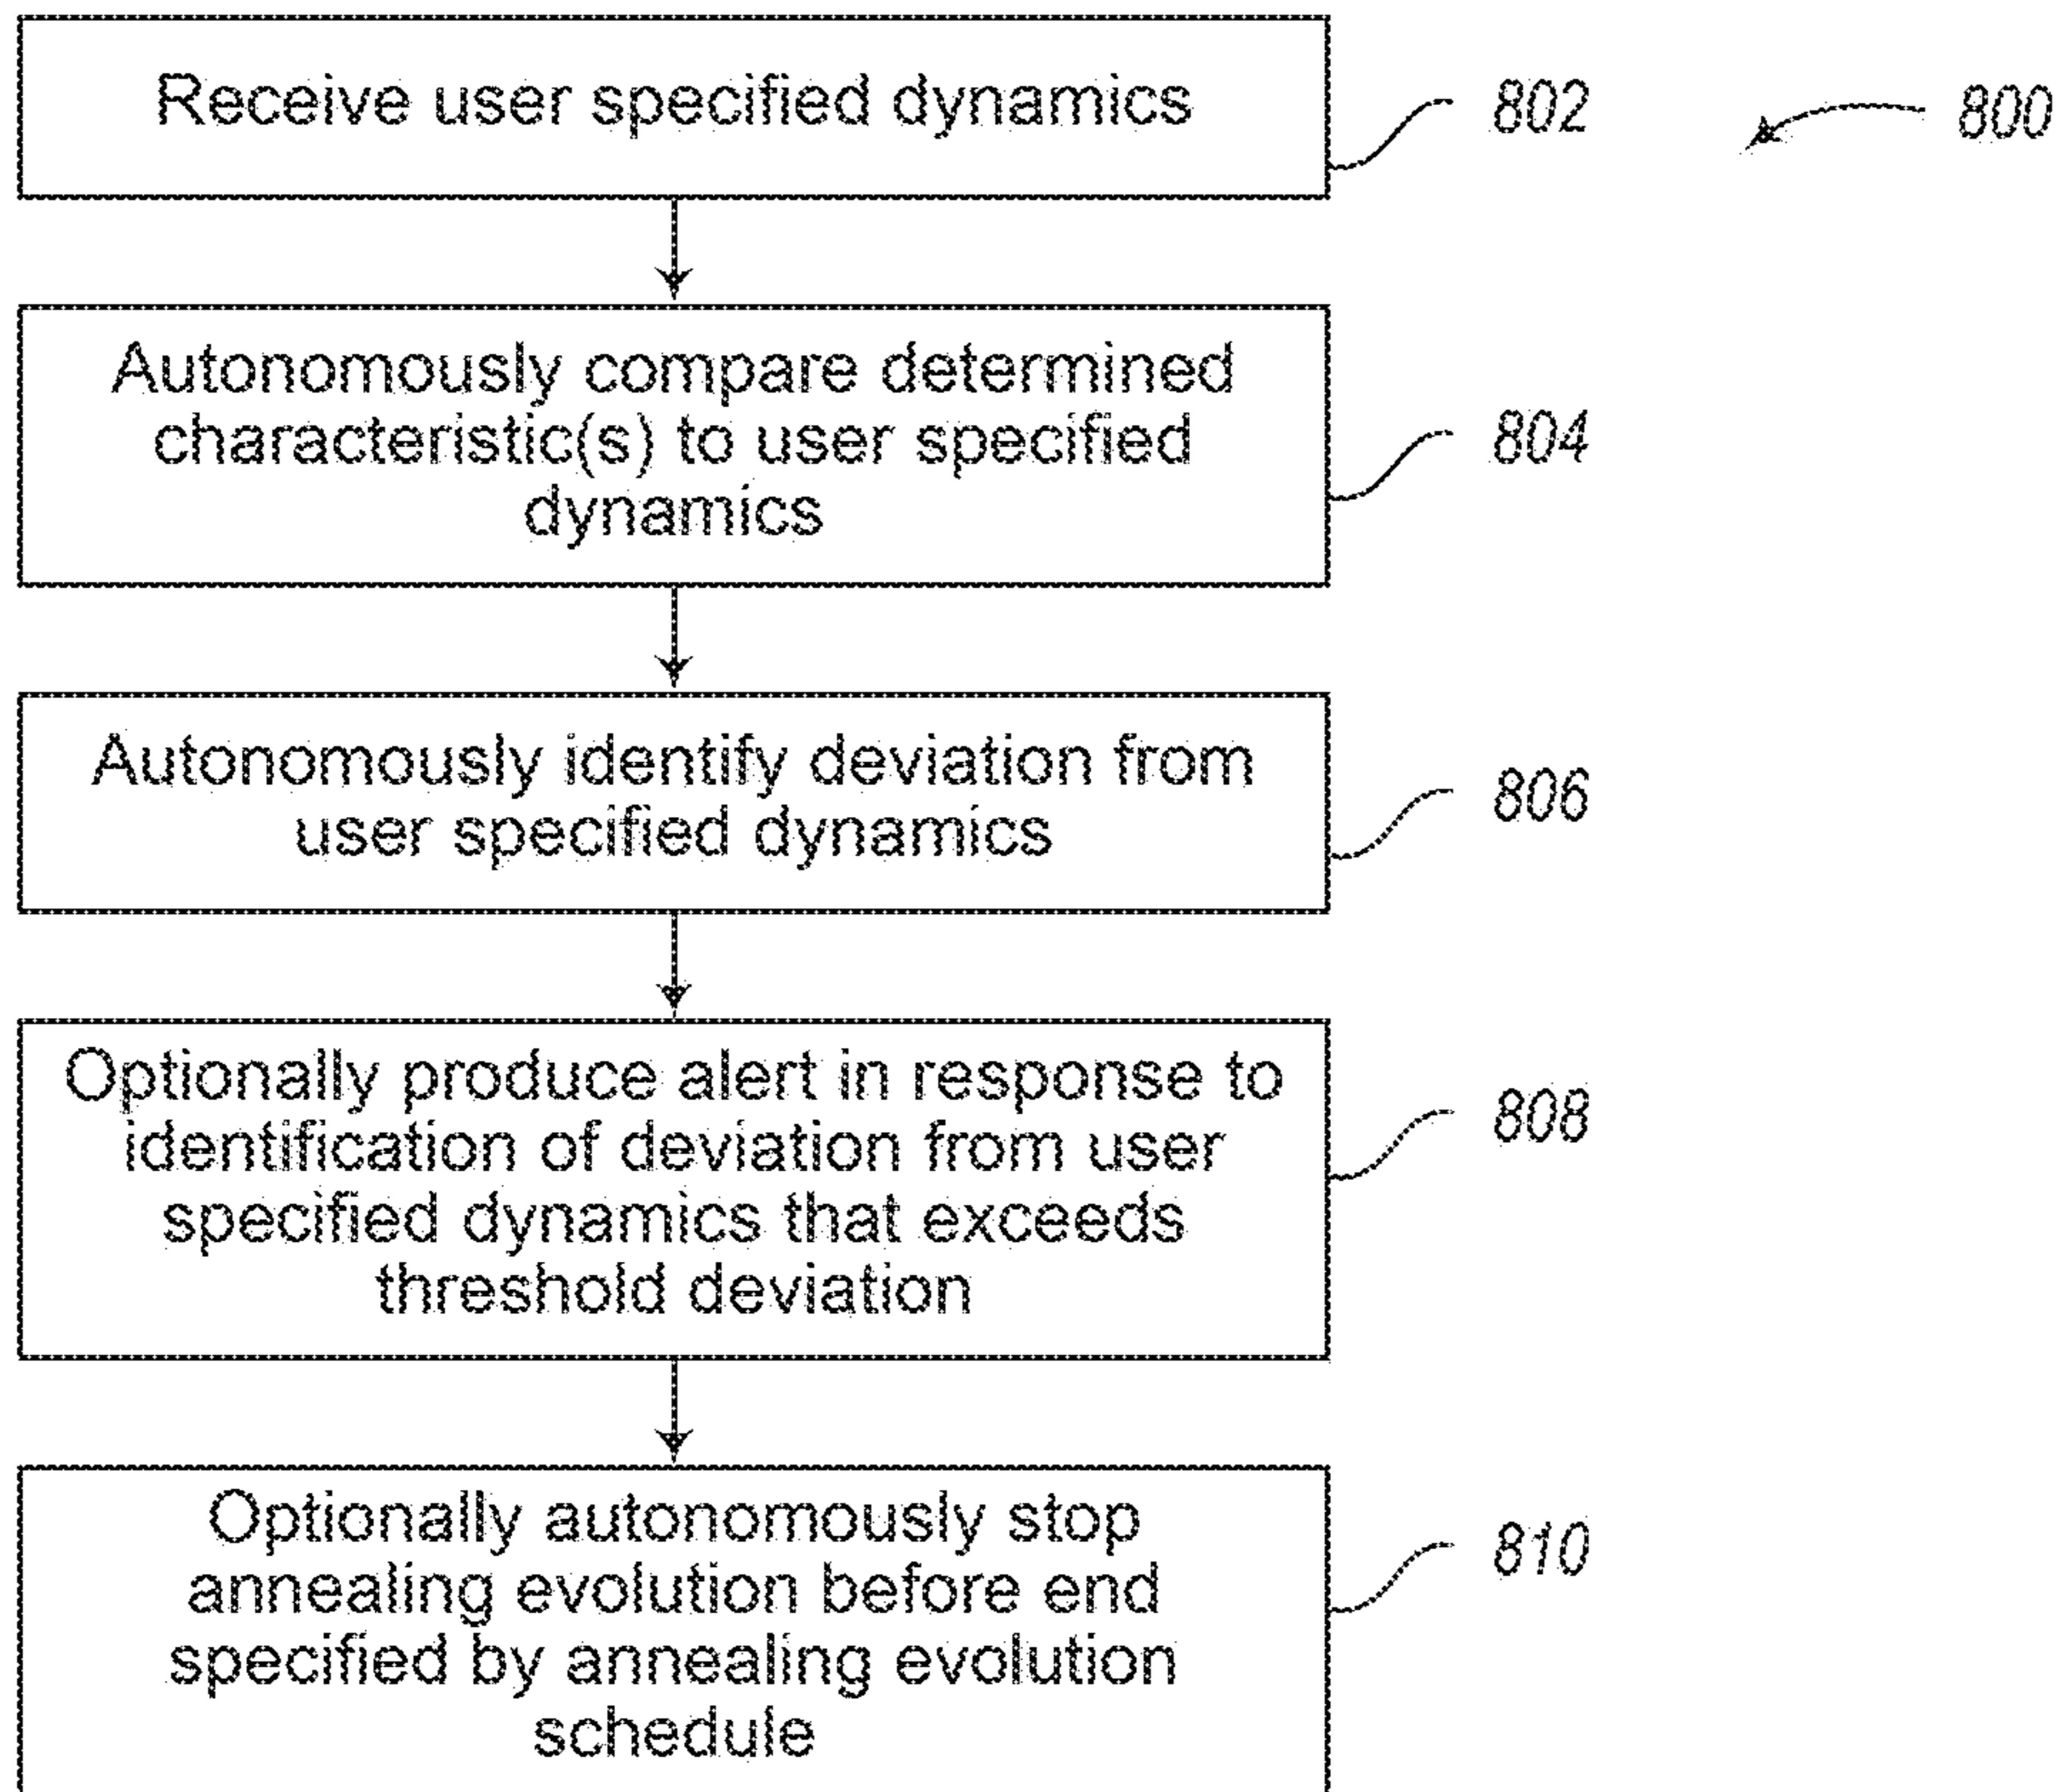 Receive user specified dynamics
802
800
Autonomously compare determined
characteristic(s) to user specified
dynamics
804
Autonomously identify deviation from
user specified dynamics
806
Optionally produce alert in response to
identification of deviation from user
specified dynamics that exceeds
threshold deviation
808
Optionally autonomously stop
annealing evolution before end
specified by annealing evolution
schedule
810